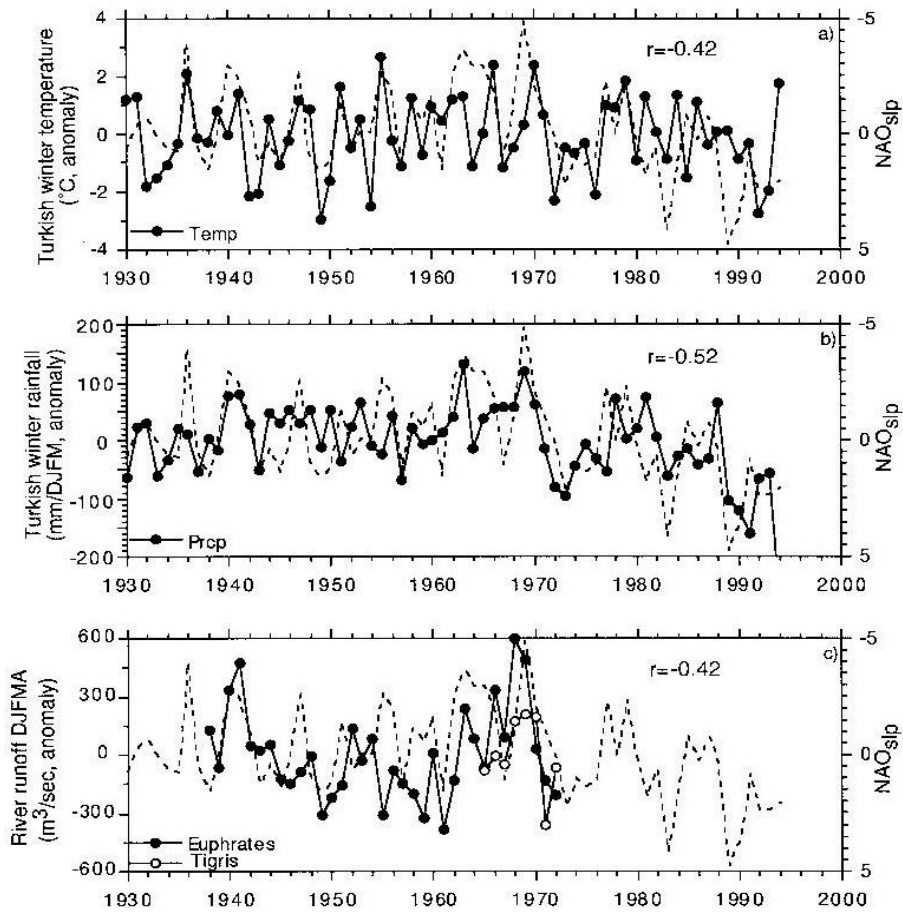 Turkish winter temperature
(°C, anomaly)
4
2
0
-2
-4
a)
r=-0.42
Temp
-5
0
5
NAOslp
1930 1940 1950 1960 1970 1980 1990 2000
Turkish winter rainfall
(mm/DJFM, anomaly)
200
100
0
-100
-200
b)
r=-0.52
Prcp
-5
0
5
NAOslp
1930 1940 1950 1960 1970 1980 1990 2000
River runoff DJFMA
(m3/sec, anomaly)
600
300
0
-300
-600
c)
r=-0.42
Euphrates
Tigris
-5
0
5
NAOslp
1930 1940 1950 1960 1970 1980 1990 2000